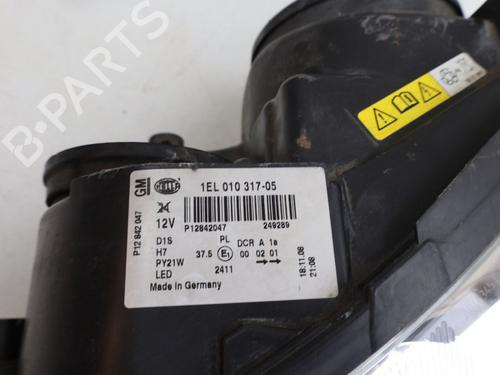 B-PARTS
GM
HELLA
1EL 010 317-05
12V
P12842047
249289
P12 842 047
D1S
PL
DCR A 1a
H7
37.5
E1
00 02 01
PY21W
LED
2411
Made in Germany
18.11.08
21:08